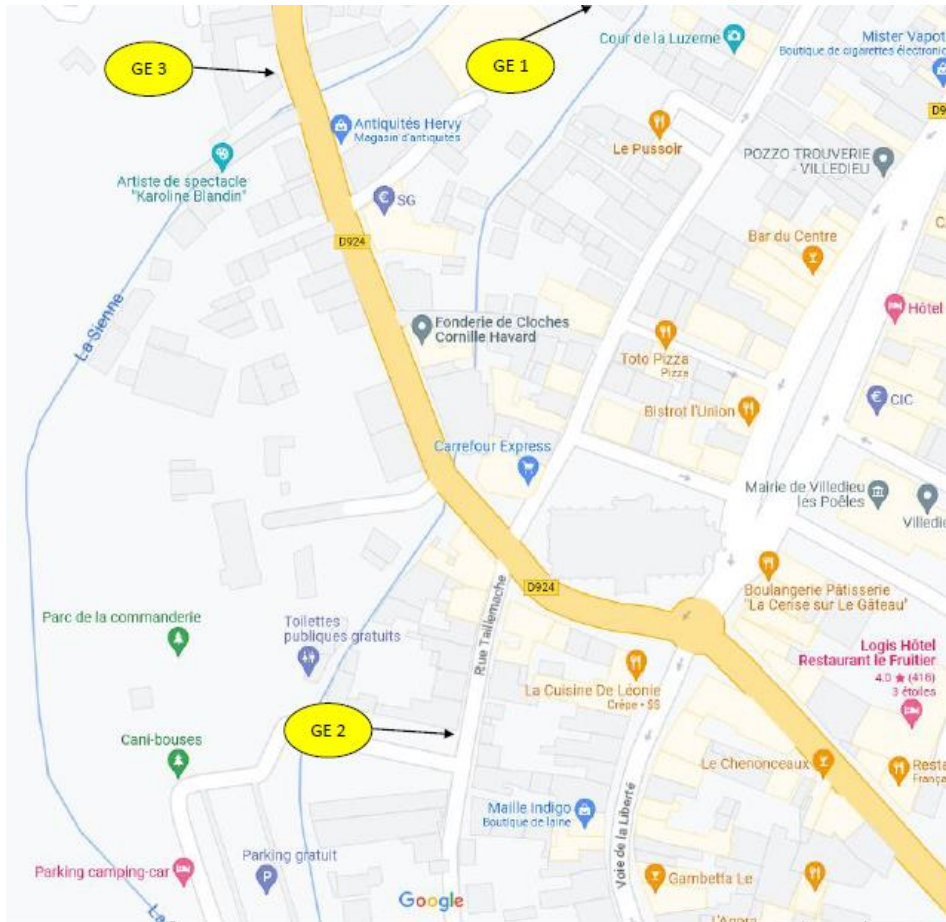 GE 3
GE 1
Cour de la Luzerne
Mister Vapot
Boutique de cigarettes électronic
D9
Antiquités Hervy
Magasin d'antiquités
Le Pussoir
POZZO TROUVERIE
- VILLEDIEU
Artiste de spectacle
"Karoline Blandin"
SG
D924
Bar du Centre
La Sienne
Hôtel
Fonderie de Cloches
Cornille Havard
Toto Pizza
Pizza
Bistrot l'Union
CIC
Carrefour Express
Mairie de Villedieu
les Poêles
Villedie
D924
Boulangerie Pâtisserie
"La Cerise sur Le Gâteau"
Parc de la commanderie
Toilettes
publiques gratuits
Rue Taillemache
Logis Hôtel
Restaurant le Fruitier
4.0 ★ (416)
3 étoiles
La Cuisine De Léonie
Crêpe • $$
GE 2
Cani-bouses
Le Chenonceaux
Resta
França
Maille Indigo
Boutique de laine
Voie de la Liberté
Parking camping-car
Parking gratuit
P
Gambetta Le
Google
La S
L'Agora